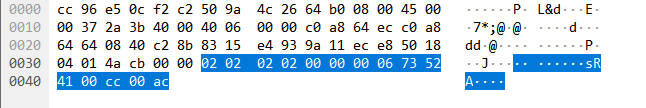 0000 cc 96 e5 0c f2 c2 50 9a 4c 26 64 b0 08 00 45 00 ······P· L&d···E·
0010 00 37 2a 3b 40 00 40 06 00 00 c0 a8 64 ec c0 a8 ·7*;@·@· ····d···
0020 64 64 08 40 c2 8b 83 15 e4 93 9a 11 ec e8 50 18 dd·@···· ······P·
0030 04 01 4a cb 00 00 02 02 02 02 00 00 00 06 73 52 ··J····· ······sR
0040 41 00 cc 00 ac A····